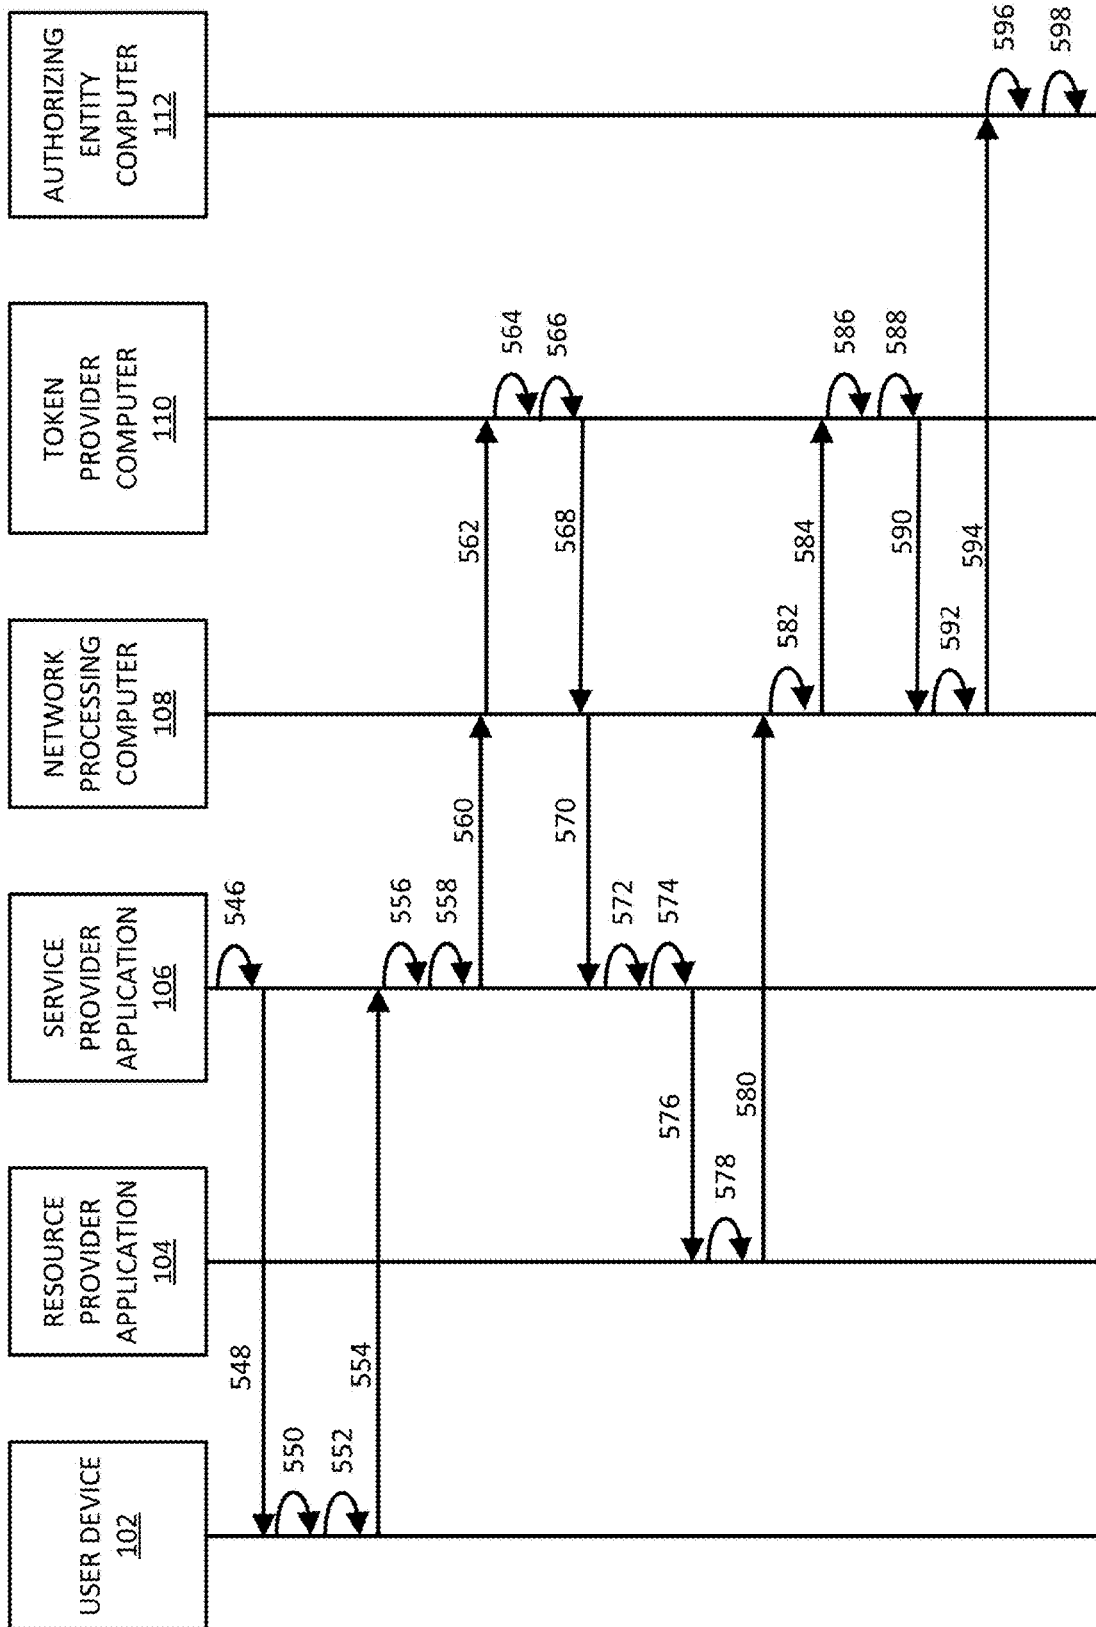 USER DEVICE
102
RESOURCE
PROVIDER
APPLICATION
104
SERVICE
PROVIDER
APPLICATION
106
NETWORK
PROCESSING
COMPUTER
108
TOKEN
PROVIDER
COMPUTER
110
AUTHORIZING
ENTITY
COMPUTER
112
546
548
550
552
554
556
558
560
562
564
566
568
570
572
574
576
578
580
582
584
586
588
590
592
594
596
598